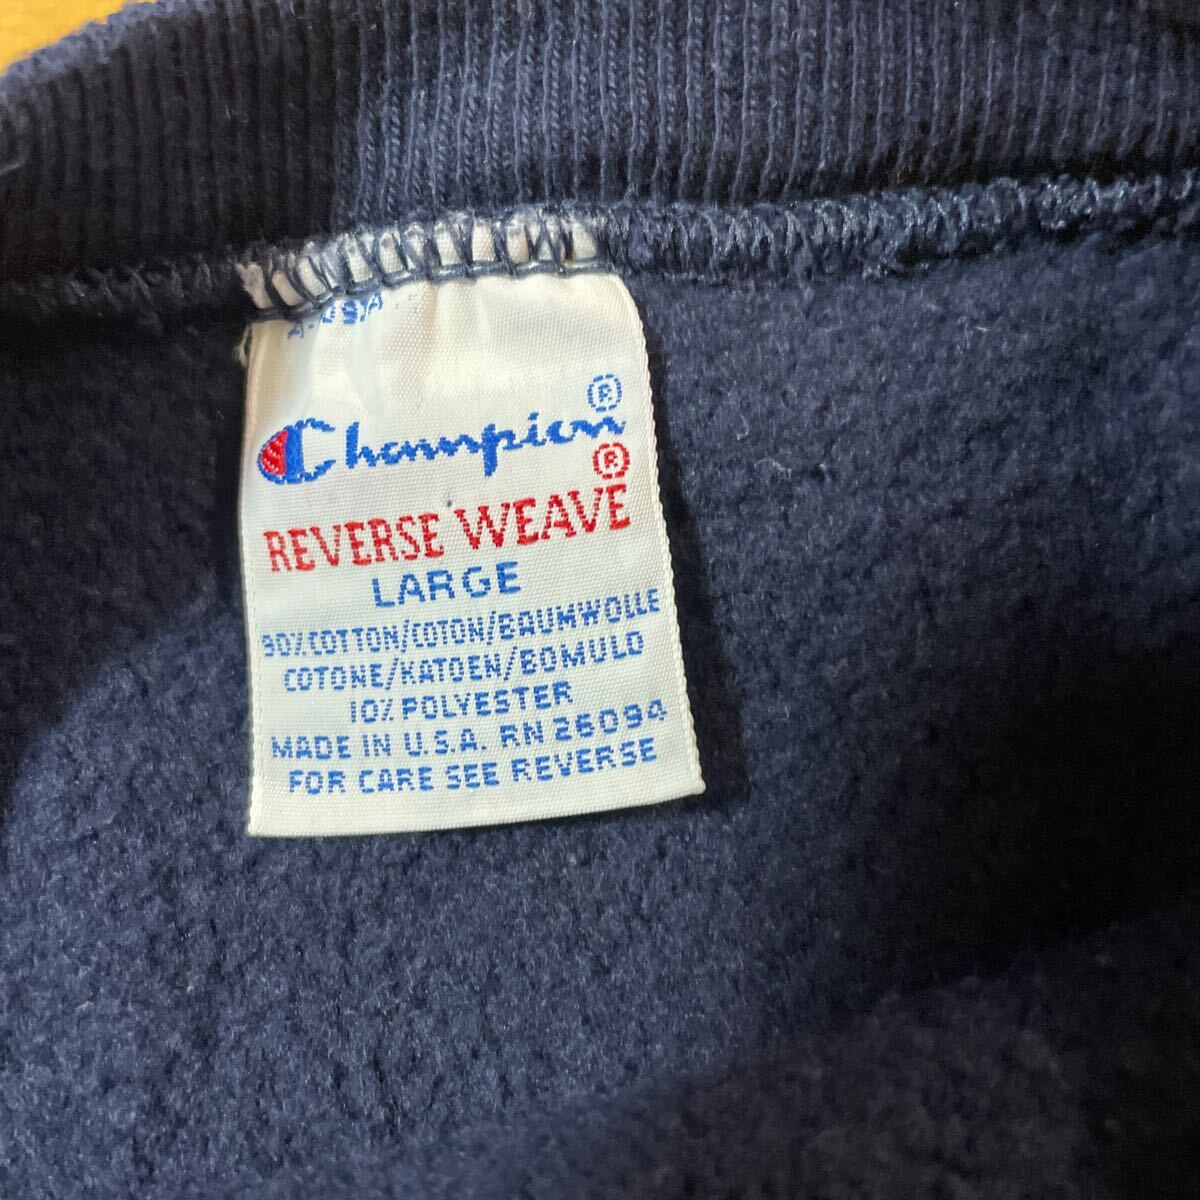 Champion®
REVERSE WEAVE®
LARGE
90% COTTON/COTON/BAUMWOLLE
COTONE/KATOEN/BOMULD
10% POLYESTER
MADE IN U.S.A. RN 26094
FOR CARE SEE REVERSE